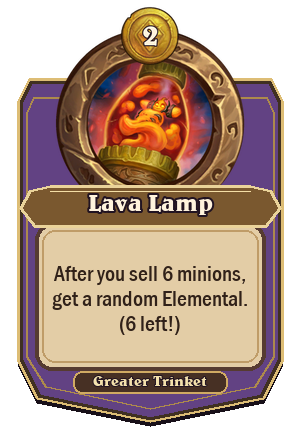 2
Lava Lamp
After you sell 6 minions,
get a random Elemental.
(6 left!)
Greater Trinket